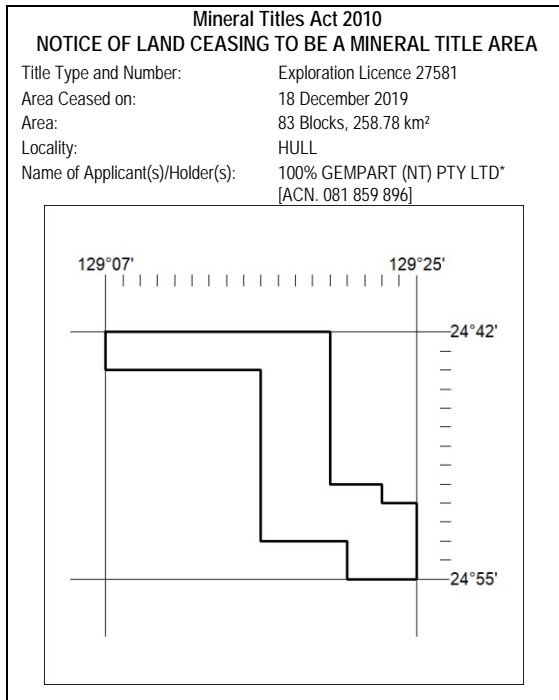 Mineral Titles Act 2010
NOTICE OF LAND CEASING TO BE A MINERAL TITLE AREA
Title Type and Number: Exploration Licence 27581
Area Ceased on: 18 December 2019
Area: 83 Blocks, 258.78 km²
Locality: HULL
Name of Applicant(s)/Holder(s): 100% GEMPART (NT) PTY LTD*
[ACN. 081 859 896]
129°07' 129°25'
24°42'
24°55'